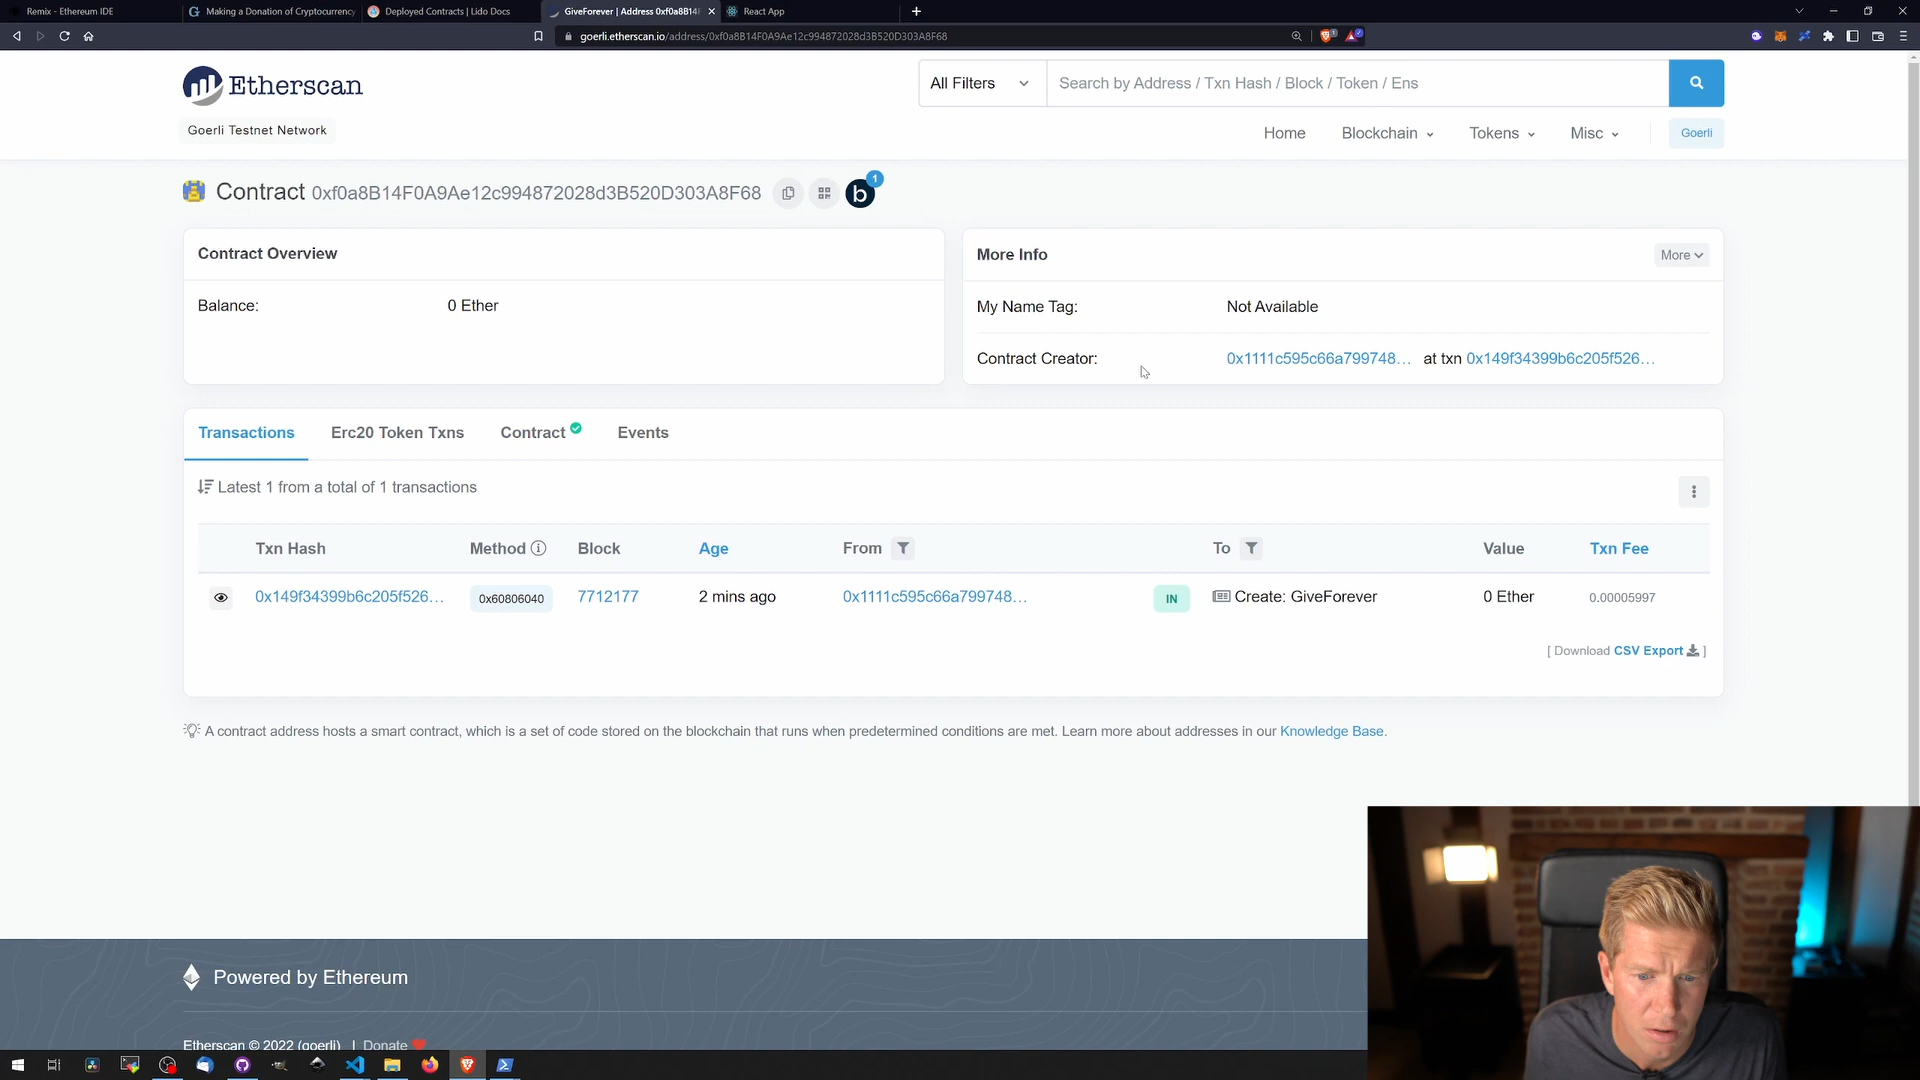 Remix - Ethereum IDE
Making a Donation of Cryptocurrency
Deployed Contracts | Lido Docs
GiveForever | Address 0xf0a8B14
React App
goerli.etherscan.io/address/0xf0a8B14F0A9Ae12c994872028d3B520D303A8F68
Etherscan
All Filters
Search by Address / Txn Hash / Block / Token / Ens
Goerli Testnet Network
Home
Blockchain
Tokens
Misc
Goerli
Contract 0xf0a8B14F0A9Ae12c994872028d3B520D303A8F68
b
1
Contract Overview
Balance:
0 Ether
More Info
More
My Name Tag:
Not Available
Contract Creator:
0x1111c595c66a799748... at txn 0x149f34399b6c205f526...
Transactions
Erc20 Token Txns
Contract
Events
Latest 1 from a total of 1 transactions
Txn Hash
Method
Block
Age
From
To
Value
Txn Fee
0x149f34399b6c205f526...
0x60806040
7712177
2 mins ago
0x1111c595c66a799748...
IN
Create: GiveForever
0 Ether
0.00005997
[ Download CSV Export ]
A contract address hosts a smart contract, which is a set of code stored on the blockchain that runs when predetermined conditions are met. Learn more about addresses in our Knowledge Base.
Powered by Ethereum
Etherscan © 2022 (goerli) | Donate